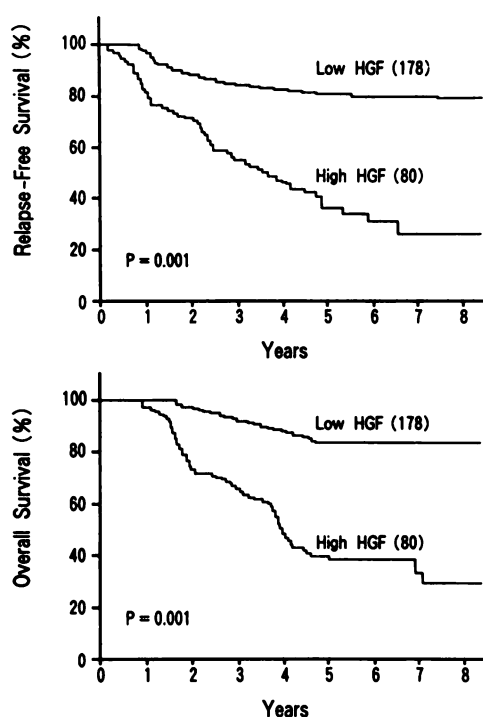 Relapse-Free Survival (%)
100
80
60
40
20
0
Low HGF (178)
High HGF (80)
P = 0.001
0 1 2 3 4 5 6 7 8
Years
Overall Survival (%)
100
80
60
40
20
0
Low HGF (178)
High HGF (80)
P = 0.001
0 1 2 3 4 5 6 7 8
Years